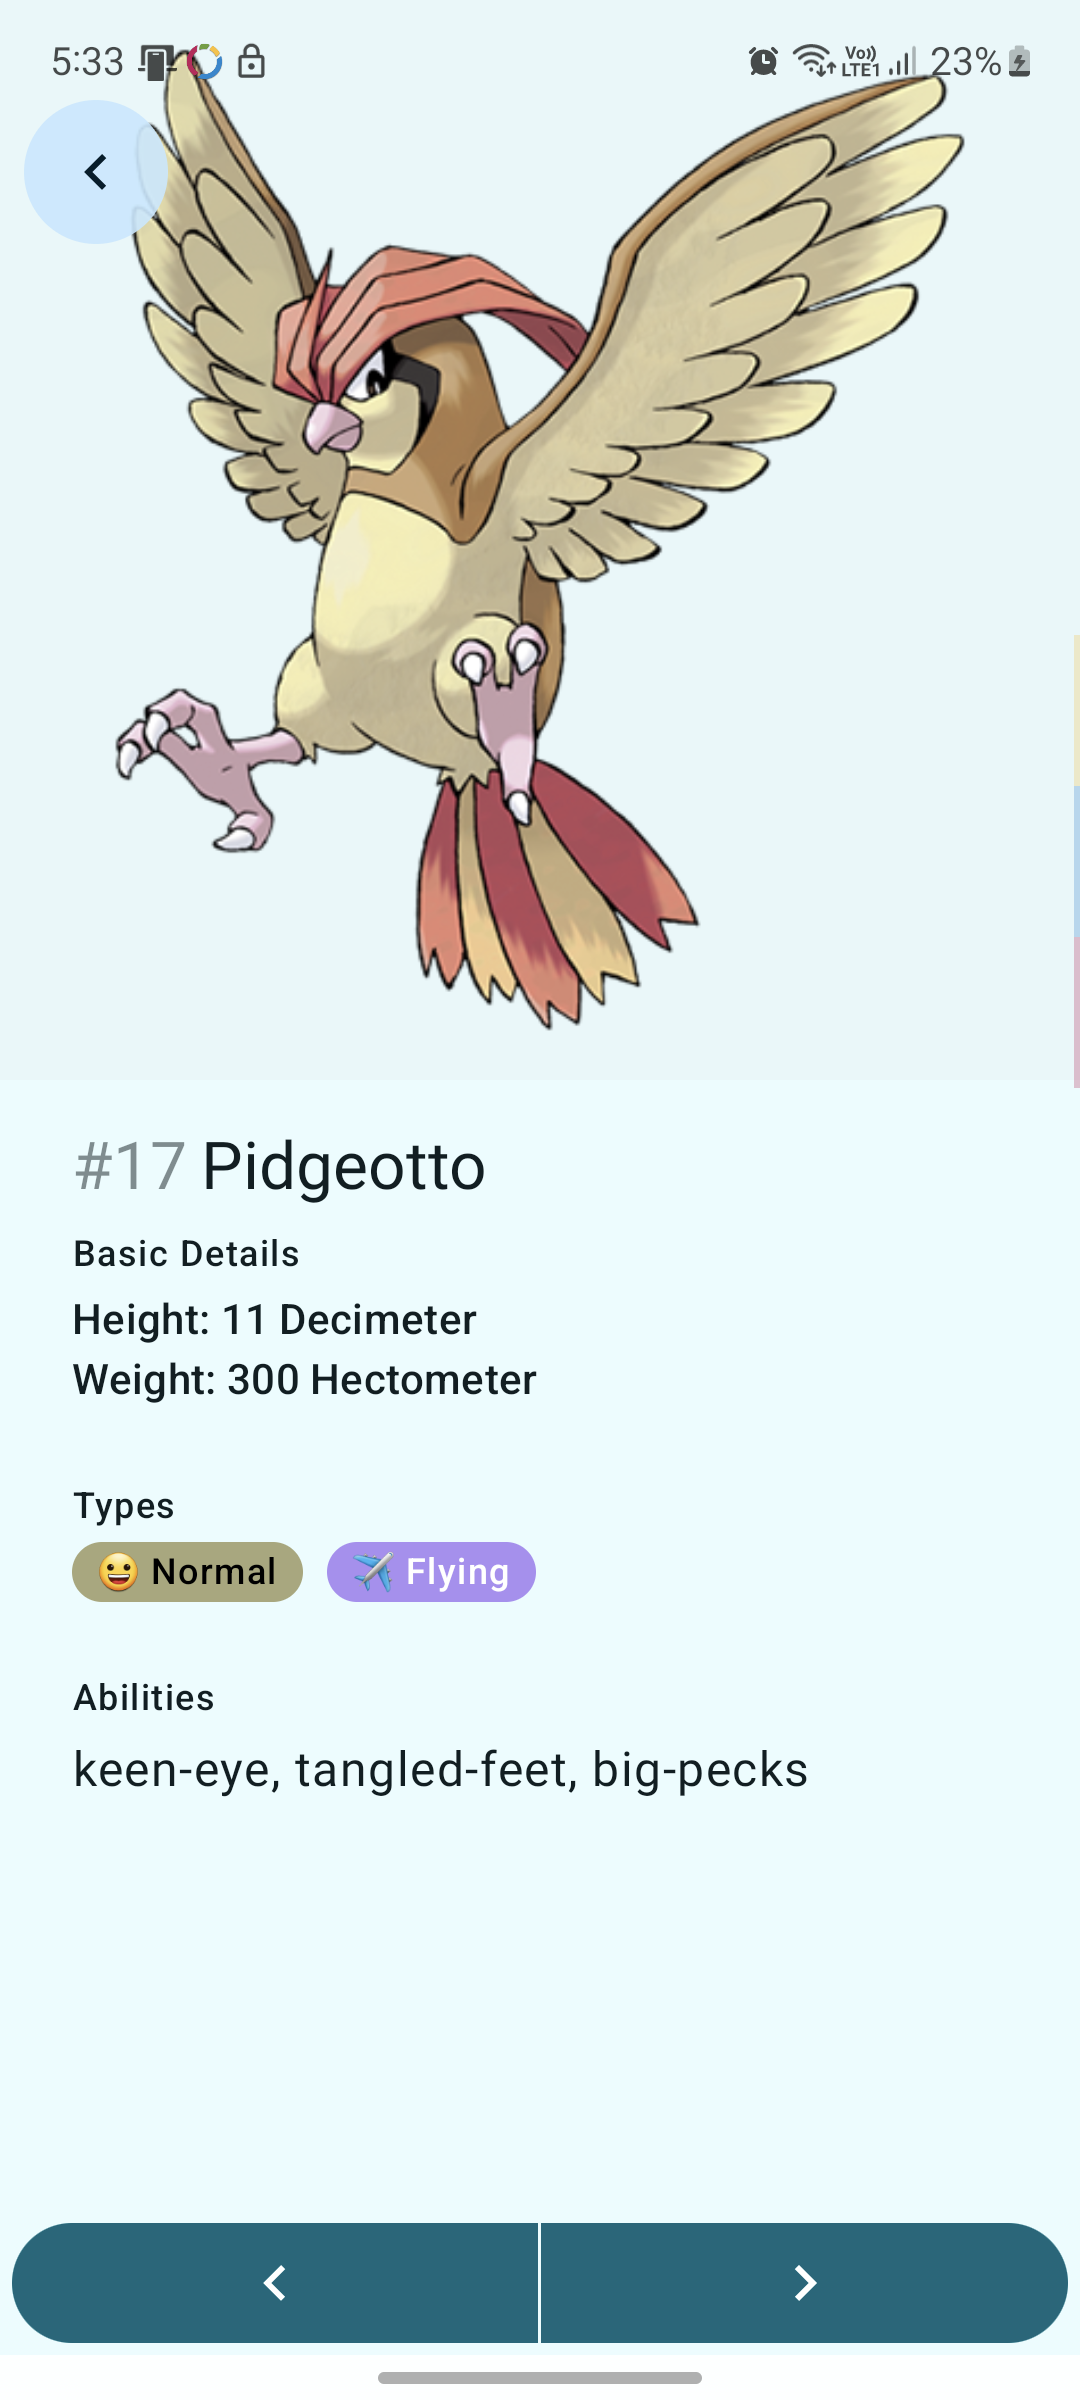 5:33 Vo)) LTE1 23%
#17 Pidgeotto
Basic Details
Height: 11 Decimeter
Weight: 300 Hectometer
Types
😀 Normal ✈️ Flying
Abilities
keen-eye, tangled-feet, big-pecks